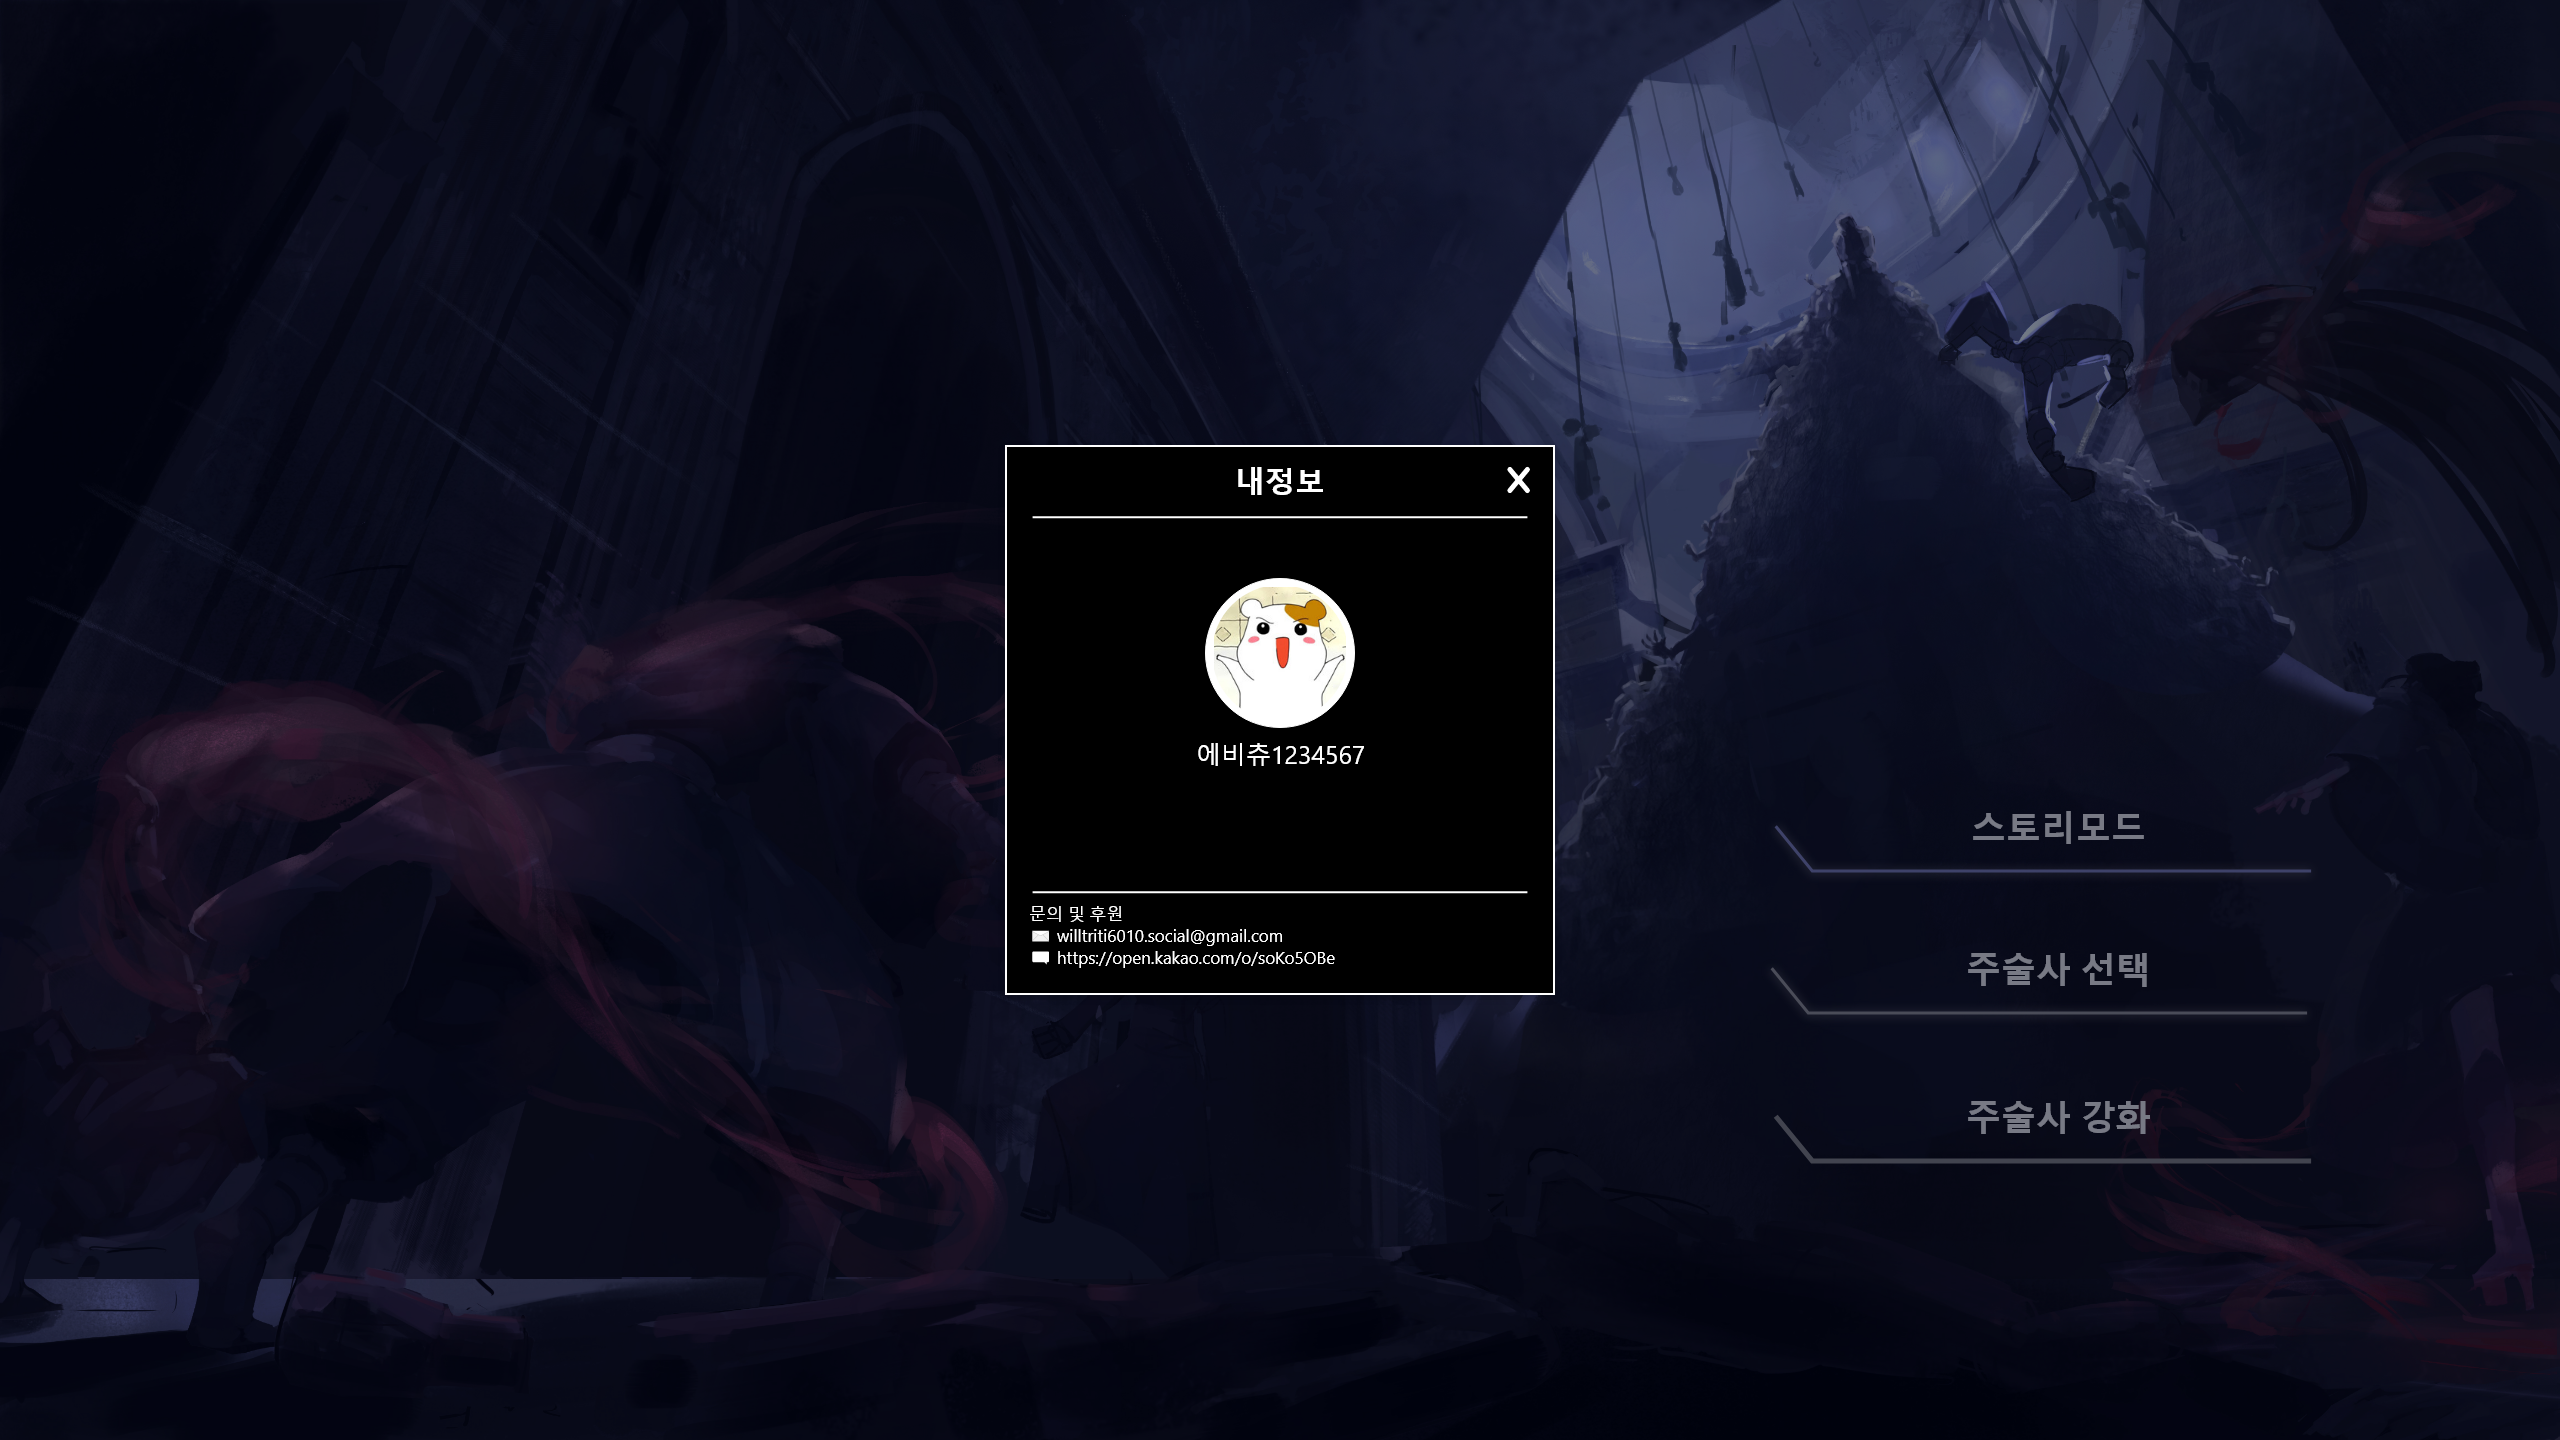 내정보
X
에비츄1234567
문의 및 후원
willtriti6010.social@gmail.com
https://open.kakao.com/o/soKo5OBe
스토리모드
주술사 선택
주술사 강화